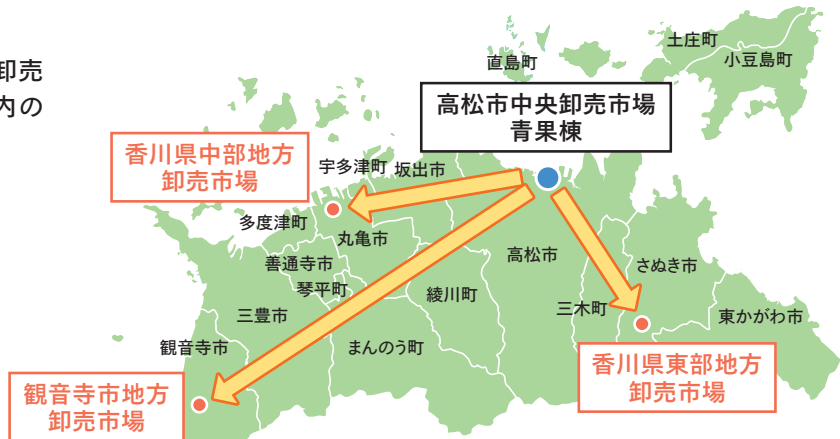 卸売
内の
土庄町
小豆島町
直島町
高松市中央卸売市場
青果棟
香川県中部地方
卸売市場
宇多津町
坂出市
多度津町
丸亀市
高松市
善通寺市
さぬき市
琴平町
綾川町
三豊市
三木町
東かがわ市
観音寺市
まんのう町
香川県東部地方
卸売市場
観音寺市地方
卸売市場